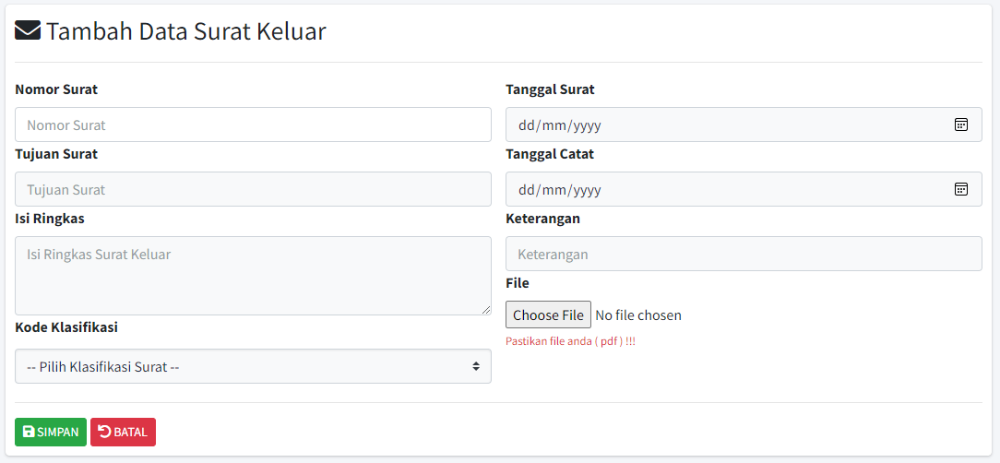 Tambah Data Surat Keluar
Nomor Surat
Nomor Surat
Tujuan Surat
Tujuan Surat
Isi Ringkas
Isi Ringkas Surat Keluar
Kode Klasifikasi
-- Pilih Klasifikasi Surat --
Tanggal Surat
dd/mm/yyyy
Tanggal Catat
dd/mm/yyyy
Keterangan
Keterangan
File
Choose File No file chosen
Pastikan file anda ( pdf ) !!!
SIMPAN BATAL